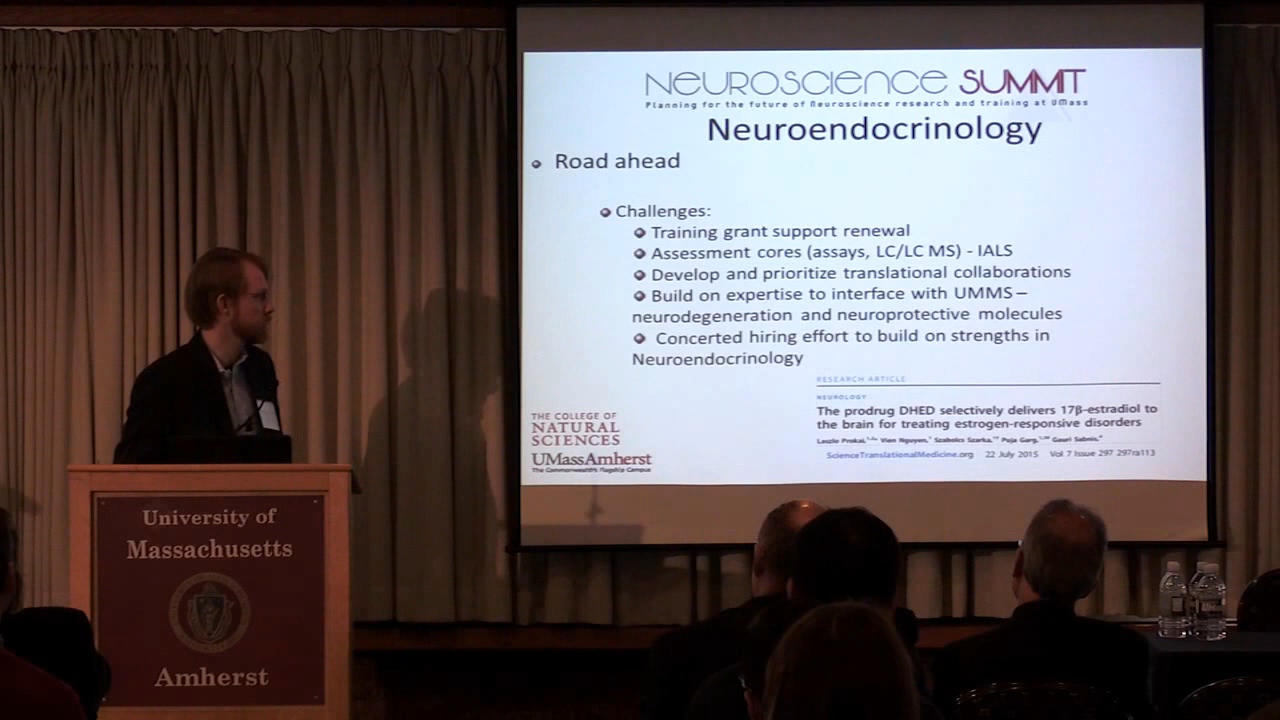 NEUROSCIENCE SUMMIT
Planning for the future of Neuroscience research and training at UMass
Neuroendocrinology
Road ahead
Challenges:
Training grant support renewal
Assessment cores (assays, LC/LC MS) - IALS
Develop and prioritize translational collaborations
Build on expertise to interface with UMMS –
neurodegeneration and neuroprotective molecules
Concerted hiring effort to build on strengths in
Neuroendocrinology
RESEARCH ARTICLE
NEUROLOGY
The prodrug DHED selectively delivers 17β-estradiol to
the brain for treating estrogen-responsive disorders
Laszlo Prokai, Vien Nguyen, Szabolcs Szarka, Puja Garg, Gauri Sabnis,
ScienceTranslationalMedicine.org 22 July 2015 Vol 7 Issue 297 297ra113
THE COLLEGE OF
NATURAL
SCIENCES
UMassAmherst
The Commonwealth's Flagship Campus
University of
Massachusetts
Amherst